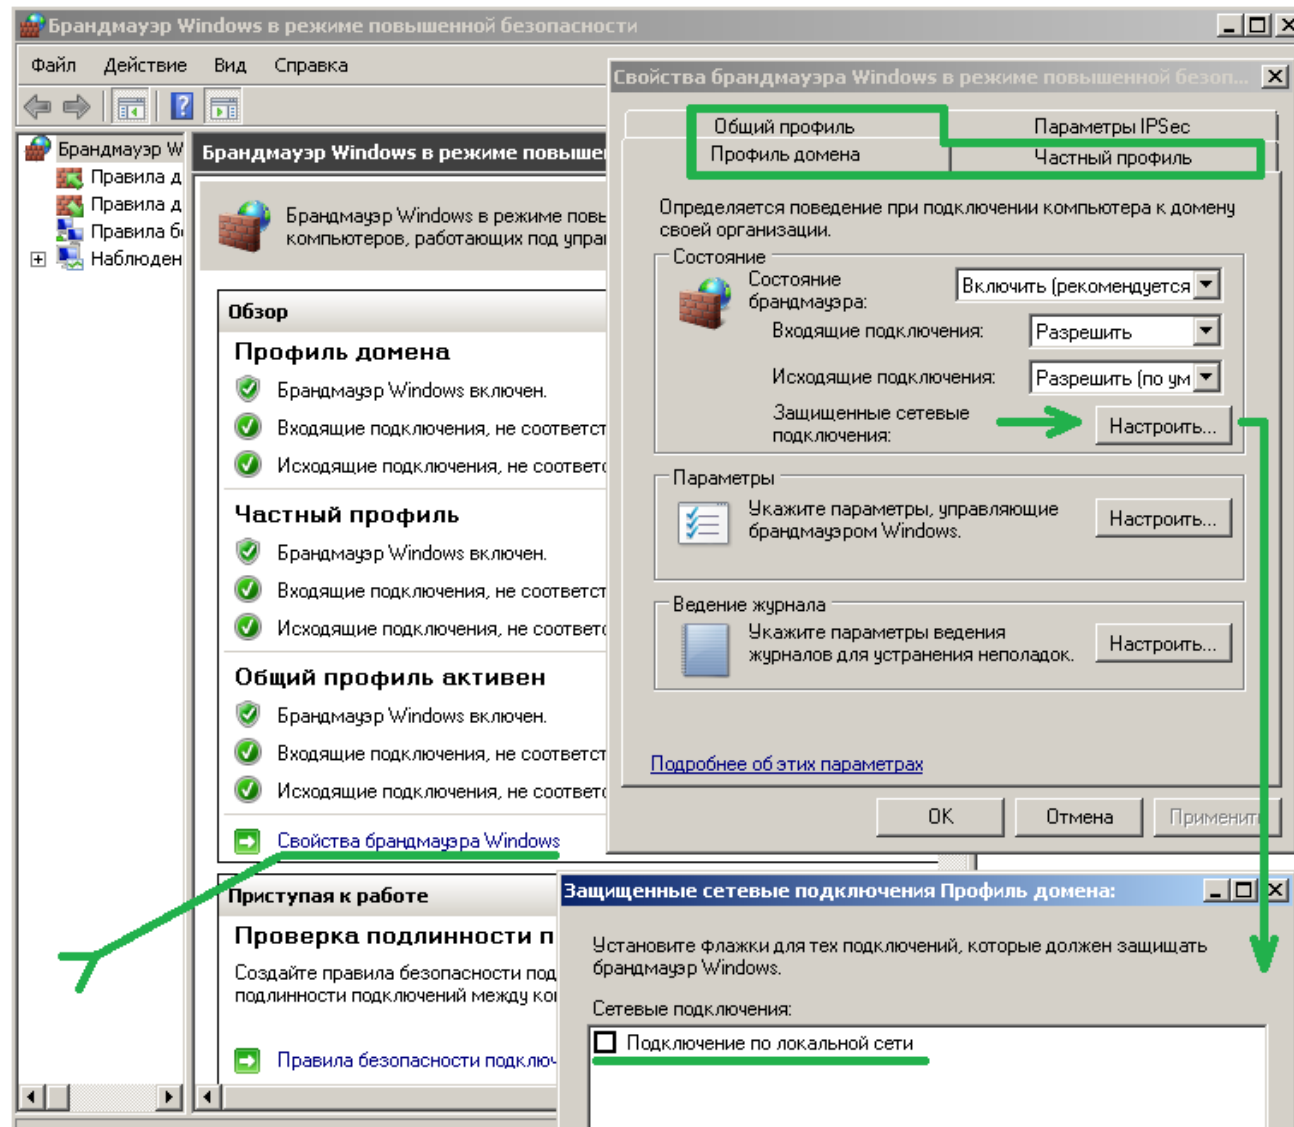 Брандмауэр Windows в режиме повышенной безопасности
Файл Действие Вид Справка
Брандмауэр W
Правила д
Правила д
Правила б
Наблюден
Брандмауэр Windows в режиме повыше
Брандмауэр Windows в режиме повы
компьютеров, работающих под упра
Обзор
Профиль домена
Брандмауэр Windows включен.
Входящие подключения, не соответст
Исходящие подключения, не соответс
Частный профиль
Брандмауэр Windows включен.
Входящие подключения, не соответст
Исходящие подключения, не соответс
Общий профиль активен
Брандмауэр Windows включен.
Входящие подключения, не соответст
Исходящие подключения, не соответс
Свойства брандмауэра Windows
Приступая к работе
Проверка подлинности п
Создайте правила безопасности под
подлинности подключений между ко
Правила безопасности подключ
Свойства брандмауэра Windows в режиме повышенной безоп...
Общий профиль Параметры IPSec
Профиль домена Частный профиль
Определяется поведение при подключении компьютера к домену
своей организации.
Состояние
Состояние
брандмауэра:
Включить (рекомендуется
Входящие подключения: Разрешить
Исходящие подключения: Разрешить (по ум
Защищенные сетевые
подключения:
Настроить...
Параметры
Укажите параметры, управляющие
брандмауэром Windows.
Настроить...
Ведение журнала
Укажите параметры ведения
журналов для устранения неполадок.
Настроить...
Подробнее об этих параметрах
OK Отмена Применить
Защищенные сетевые подключения Профиль домена:
Установите флажки для тех подключений, которые должен защищать
брандмауэр Windows.
Сетевые подключения:
Подключение по локальной сети